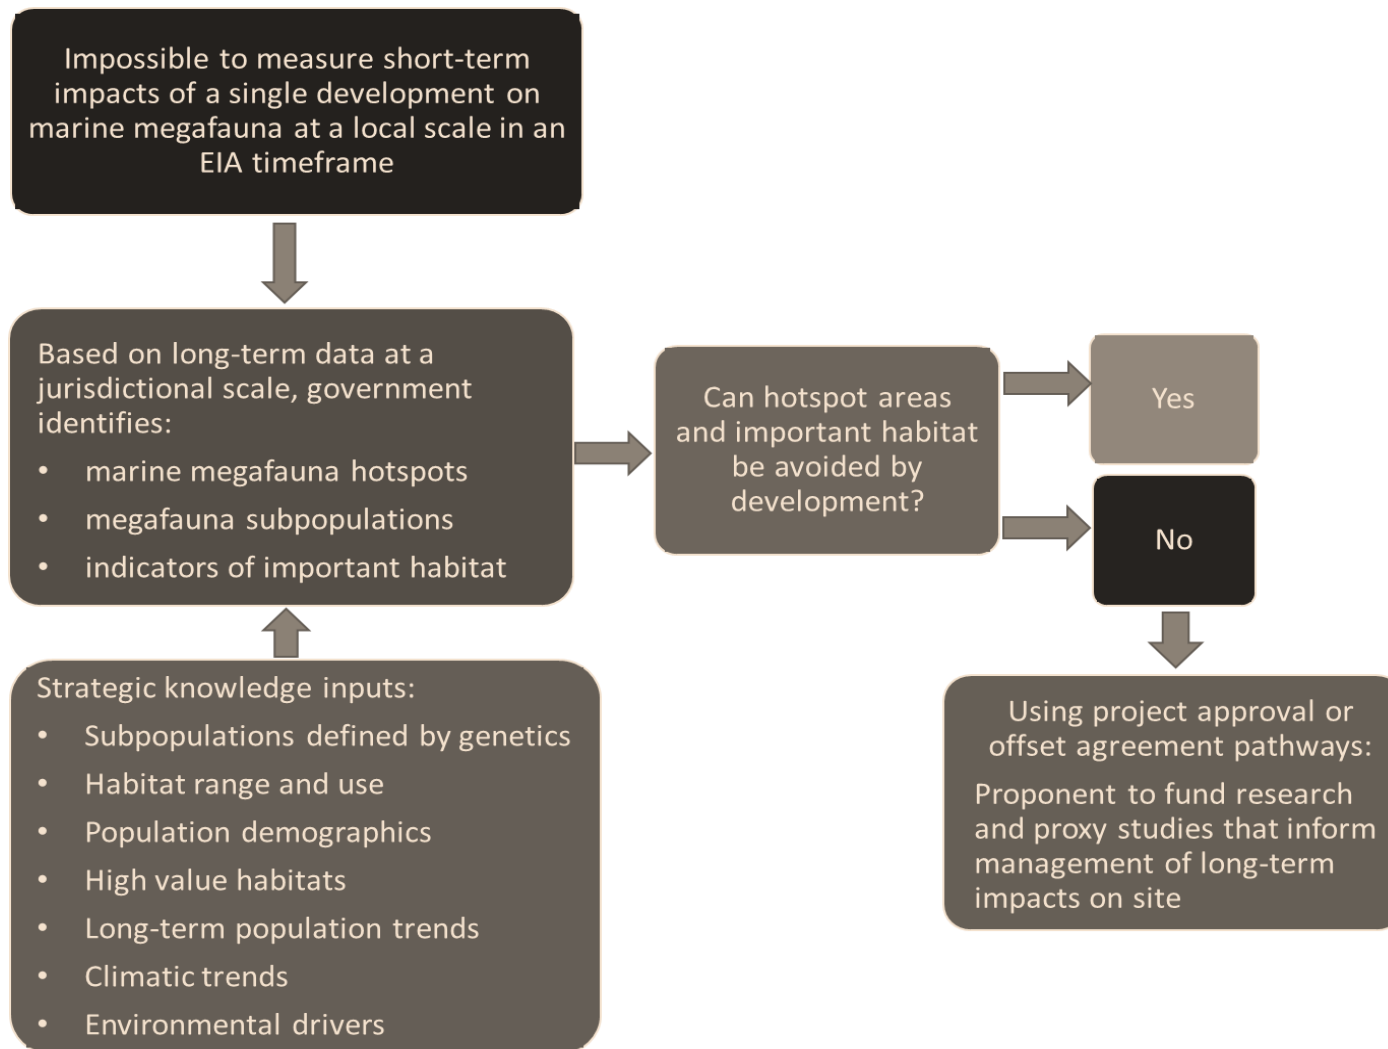 Impossible to measure short-term
impacts of a single development on
marine megafauna at a local scale in an
EIA timeframe
Based on long-term data at a
jurisdictional scale, government
identifies:
• marine megafauna hotspots
• megafauna subpopulations
• indicators of important habitat
Can hotspot areas
and important habitat
be avoided by
development?
Yes
No
Strategic knowledge inputs:
• Subpopulations defined by genetics
• Habitat range and use
• Population demographics
• High value habitats
• Long-term population trends
• Climatic trends
• Environmental drivers
Using project approval or
offset agreement pathways:
Proponent to fund research
and proxy studies that inform
management of long-term
impacts on site